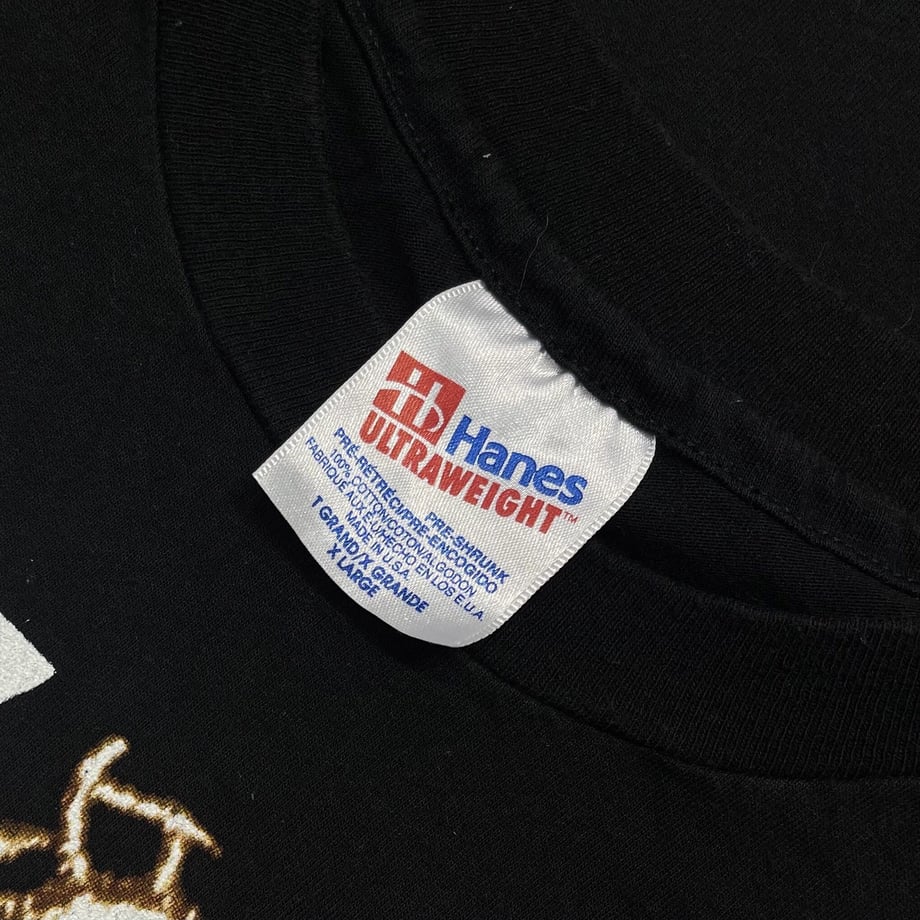 Hanes
ULTRAWEIGHT™
PRE-SHRUNK
PRÉ-RÉTRÉCI/PRE-ENCOGIDO
100% COTTON/COTON/ALGODON
FABRIQUÉ AUX É.-U./HECHO EN LOS E.U.A.
MADE IN U.S.A.
T GRAND/X GRANDE
X LARGE